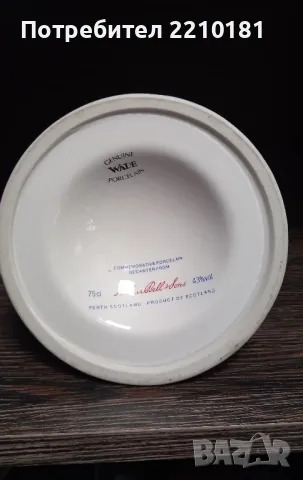 Потребител 2210181
GENUINE
WADE
PORCELAIN
COMMEMORATIVE PORCELAIN
DECANTER FROM
75cl Bell & Sons 43%vol
PERTH SCOTLAND PRODUCT OF SCOTLAND
BAZAR